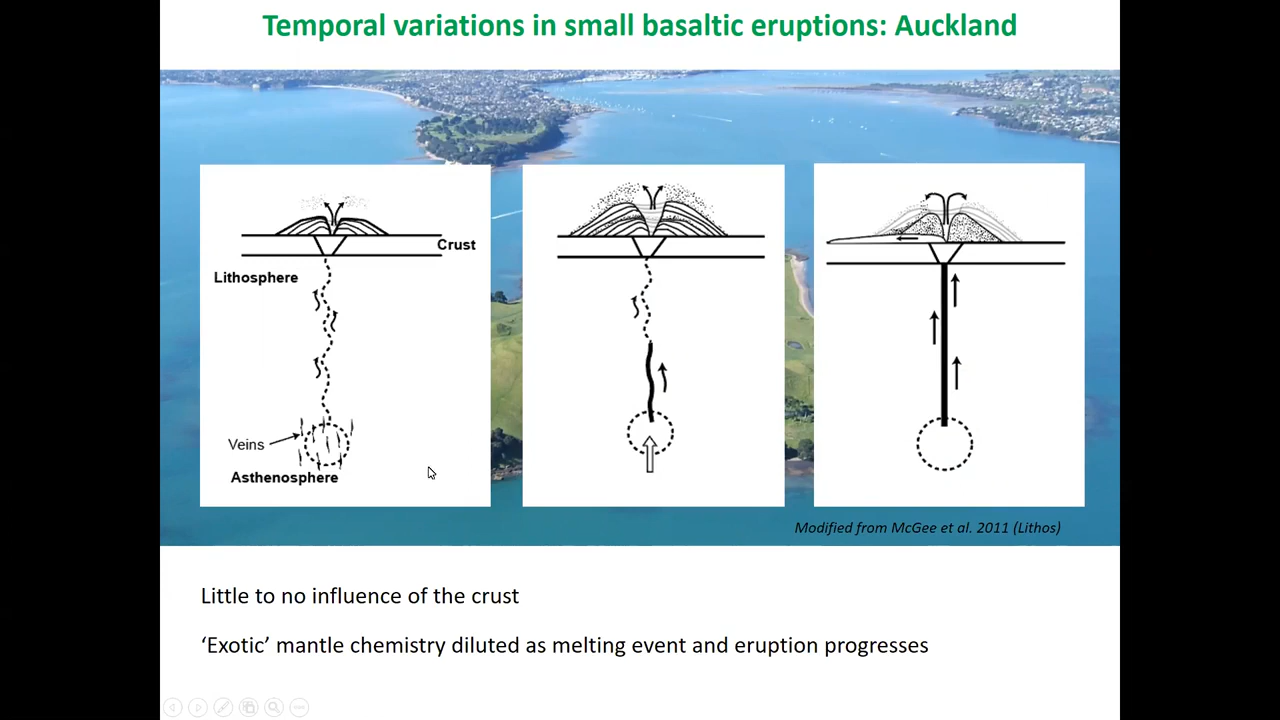 Temporal variations in small basaltic eruptions: Auckland
Crust
Lithosphere
Veins
Asthenosphere
Modified from McGee et al. 2011 (Lithos)
Little to no influence of the crust
‘Exotic’ mantle chemistry diluted as melting event and eruption progresses